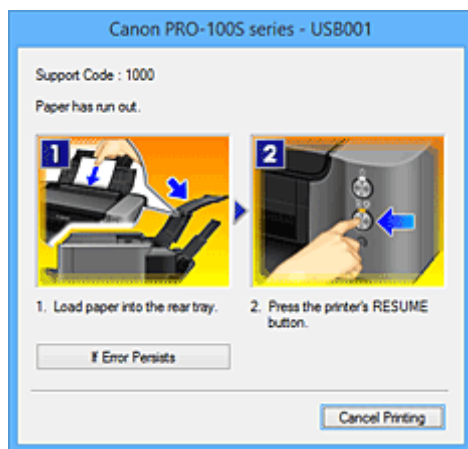 Canon PRO-100S series - USB001
Support Code : 1000
Paper has run out.
1
2
1. Load paper into the rear tray.
2. Press the printer's RESUME
button.
If Error Persists
Cancel Printing